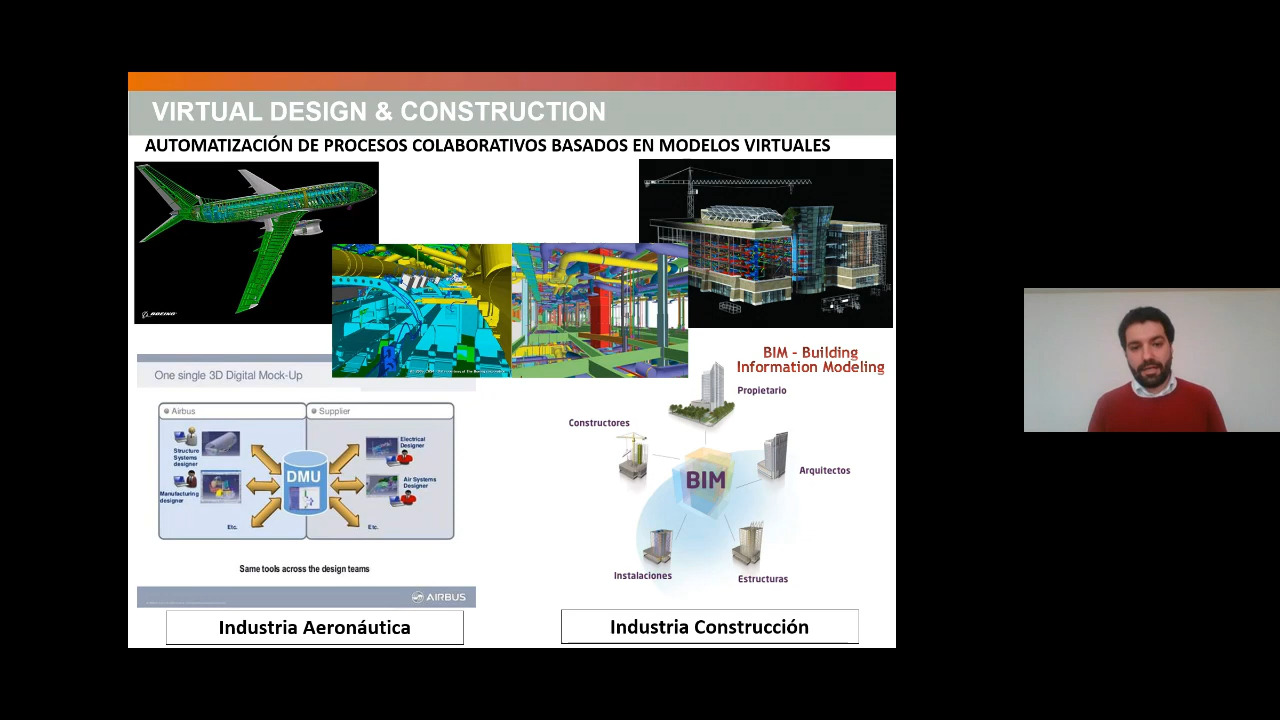 VIRTUAL DESIGN & CONSTRUCTION
AUTOMATIZACIÓN DE PROCESOS COLABORATIVOS BASADOS EN MODELOS VIRTUALES
BOEING
One single 3D Digital Mock-Up
Airbus
Supplier
Structure
Systems
designer
Manufacturing
designer
Etc.
DMU
Electrical
Designer
Air Systems
Designer
Etc.
Same tools across the design teams
AIRBUS
Industria Aeronáutica
BIM - Building
Information Modeling
Propietario
Constructores
Arquitectos
BIM
Instalaciones
Estructuras
Industria Construcción